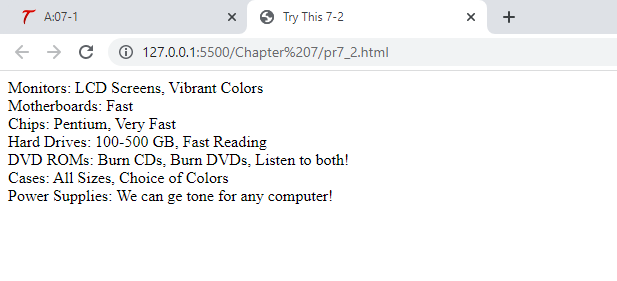 A:07-1
Try This 7-2
127.0.0.1:5500/Chapter%207/pr7_2.html
Monitors: LCD Screens, Vibrant Colors
Motherboards: Fast
Chips: Pentium, Very Fast
Hard Drives: 100-500 GB, Fast Reading
DVD ROMs: Burn CDs, Burn DVDs, Listen to both!
Cases: All Sizes, Choice of Colors
Power Supplies: We can ge tone for any computer!